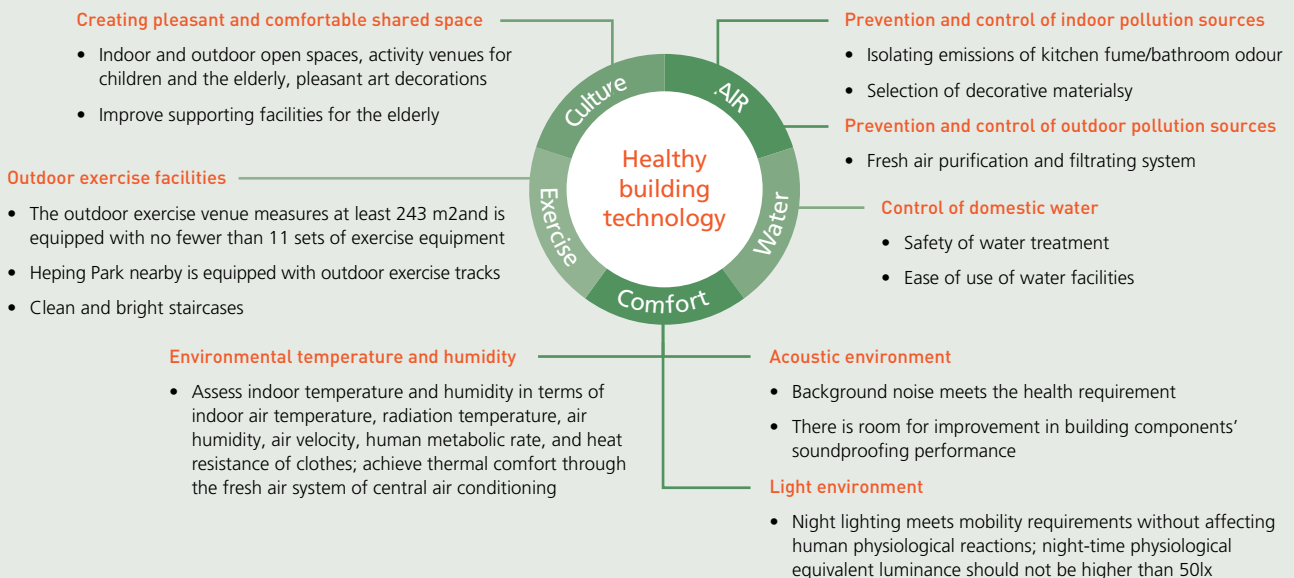 Creating pleasant and comfortable shared space
• Indoor and outdoor open spaces, activity venues for
children and the elderly, pleasant art decorations
• Improve supporting facilities for the elderly
Outdoor exercise facilities
• The outdoor exercise venue measures at least 243 m2and is
equipped with no fewer than 11 sets of exercise equipment
• Heping Park nearby is equipped with outdoor exercise tracks
• Clean and bright staircases
Culture
AIR
Exercise
Water
Comfort
Healthy
building
technology
Prevention and control of indoor pollution sources
• Isolating emissions of kitchen fume/bathroom odour
• Selection of decorative materialsy
Prevention and control of outdoor pollution sources
• Fresh air purification and filtrating system
Control of domestic water
• Safety of water treatment
• Ease of use of water facilities
Environmental temperature and humidity
• Assess indoor temperature and humidity in terms of
indoor air temperature, radiation temperature, air
humidity, air velocity, human metabolic rate, and heat
resistance of clothes; achieve thermal comfort through
the fresh air system of central air conditioning
Acoustic environment
• Background noise meets the health requirement
• There is room for improvement in building components’
soundproofing performance
Light environment
• Night lighting meets mobility requirements without affecting
human physiological reactions; night-time physiological
equivalent luminance should not be higher than 50lx